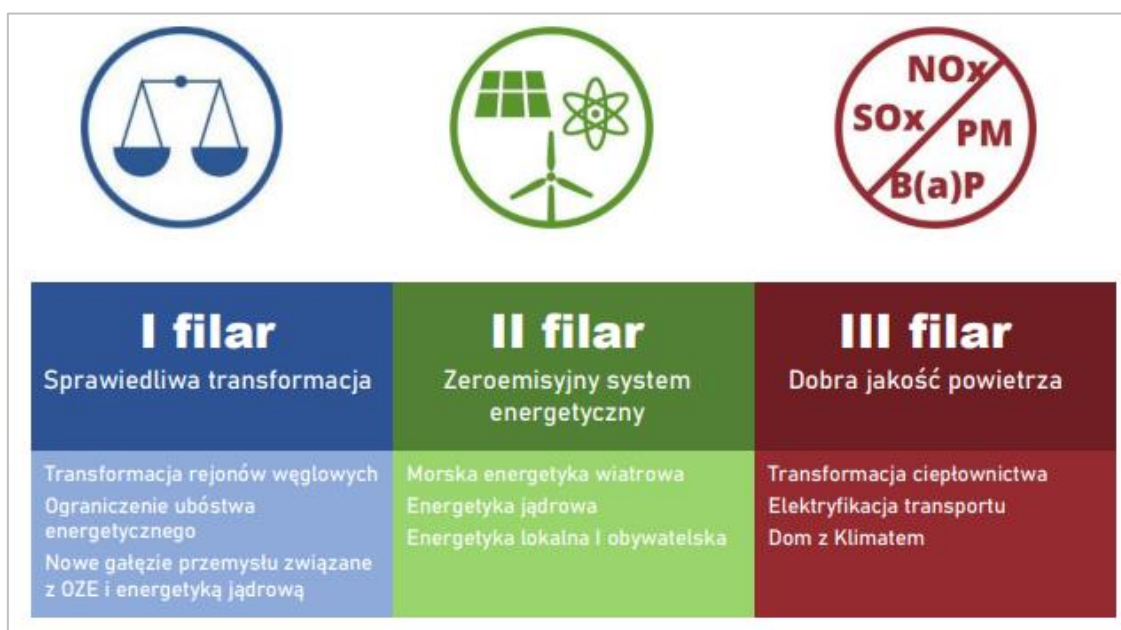 NOx
SOx
PM
B(a)P
I filar
Sprawiedliwa transformacja
Transformacja rejonów węglowych
Ograniczenie ubóstwa
energetycznego
Nowe gałęzie przemysłu związane
z OZE i energetyką jądrową
II filar
Zeroemisyjny system
energetyczny
Morska energetyka wiatrowa
Energetyka jądrowa
Energetyka lokalna I obywatelska
III filar
Dobra jakość powietrza
Transformacja ciepłownictwa
Elektryfikacja transportu
Dom z Klimatem